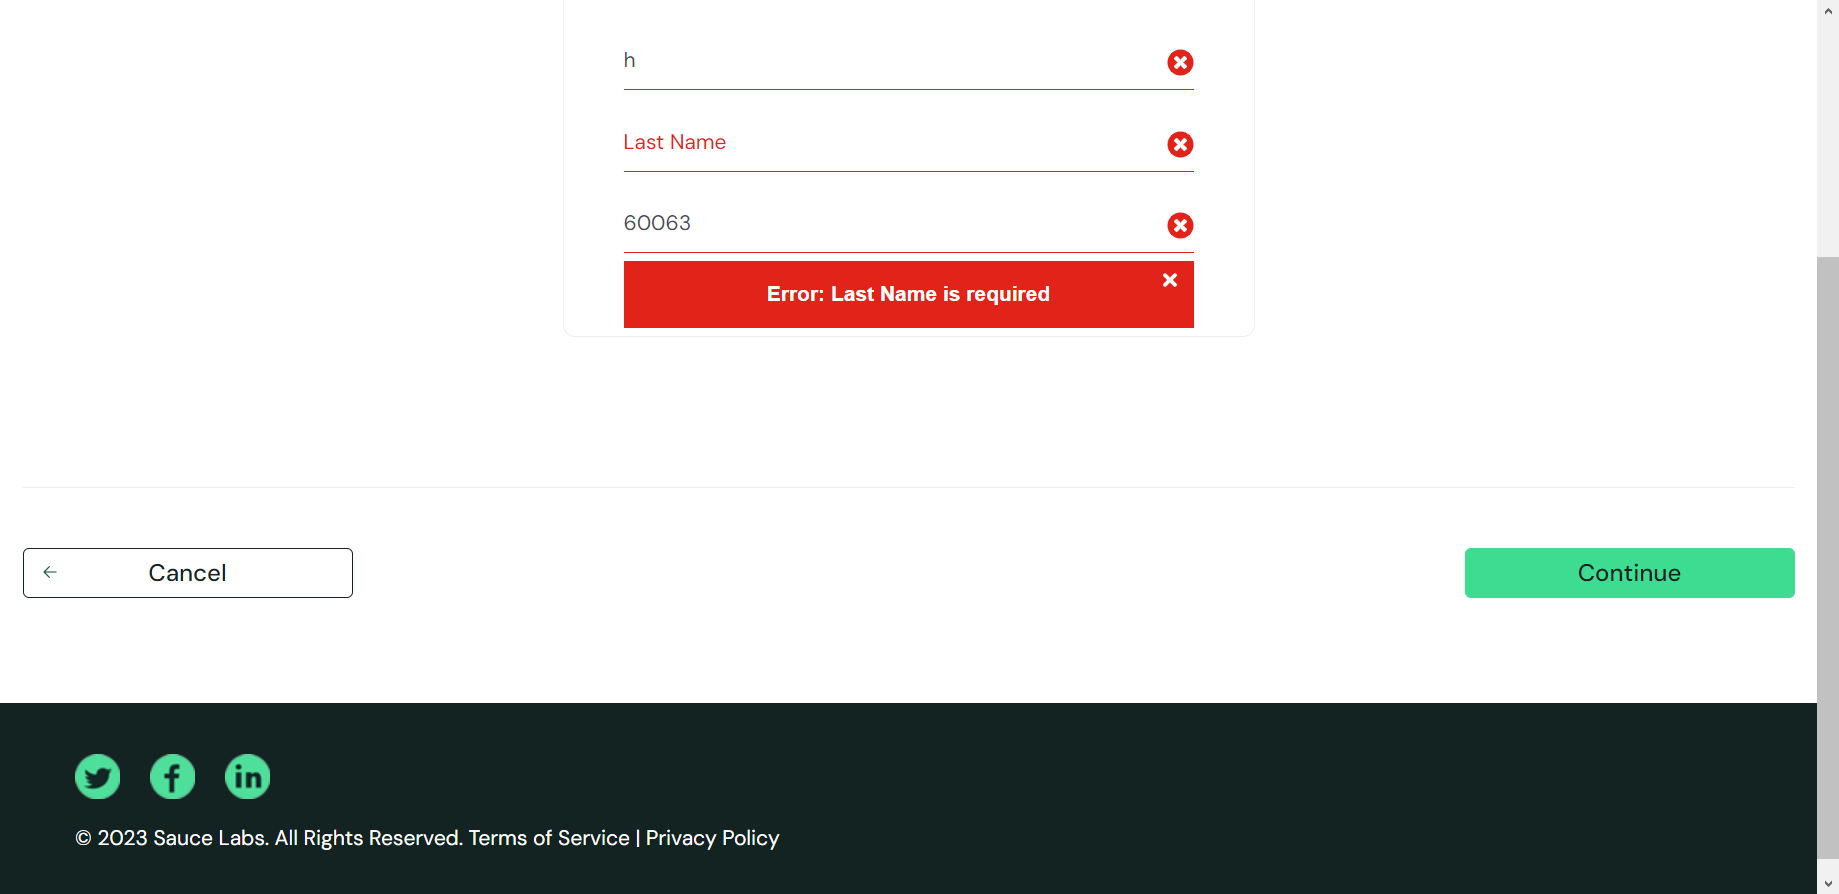 h
Last Name
60063
Error: Last Name is required
Cancel
Continue
in
© 2023 Sauce Labs. All Rights Reserved. Terms of Service | Privacy Policy